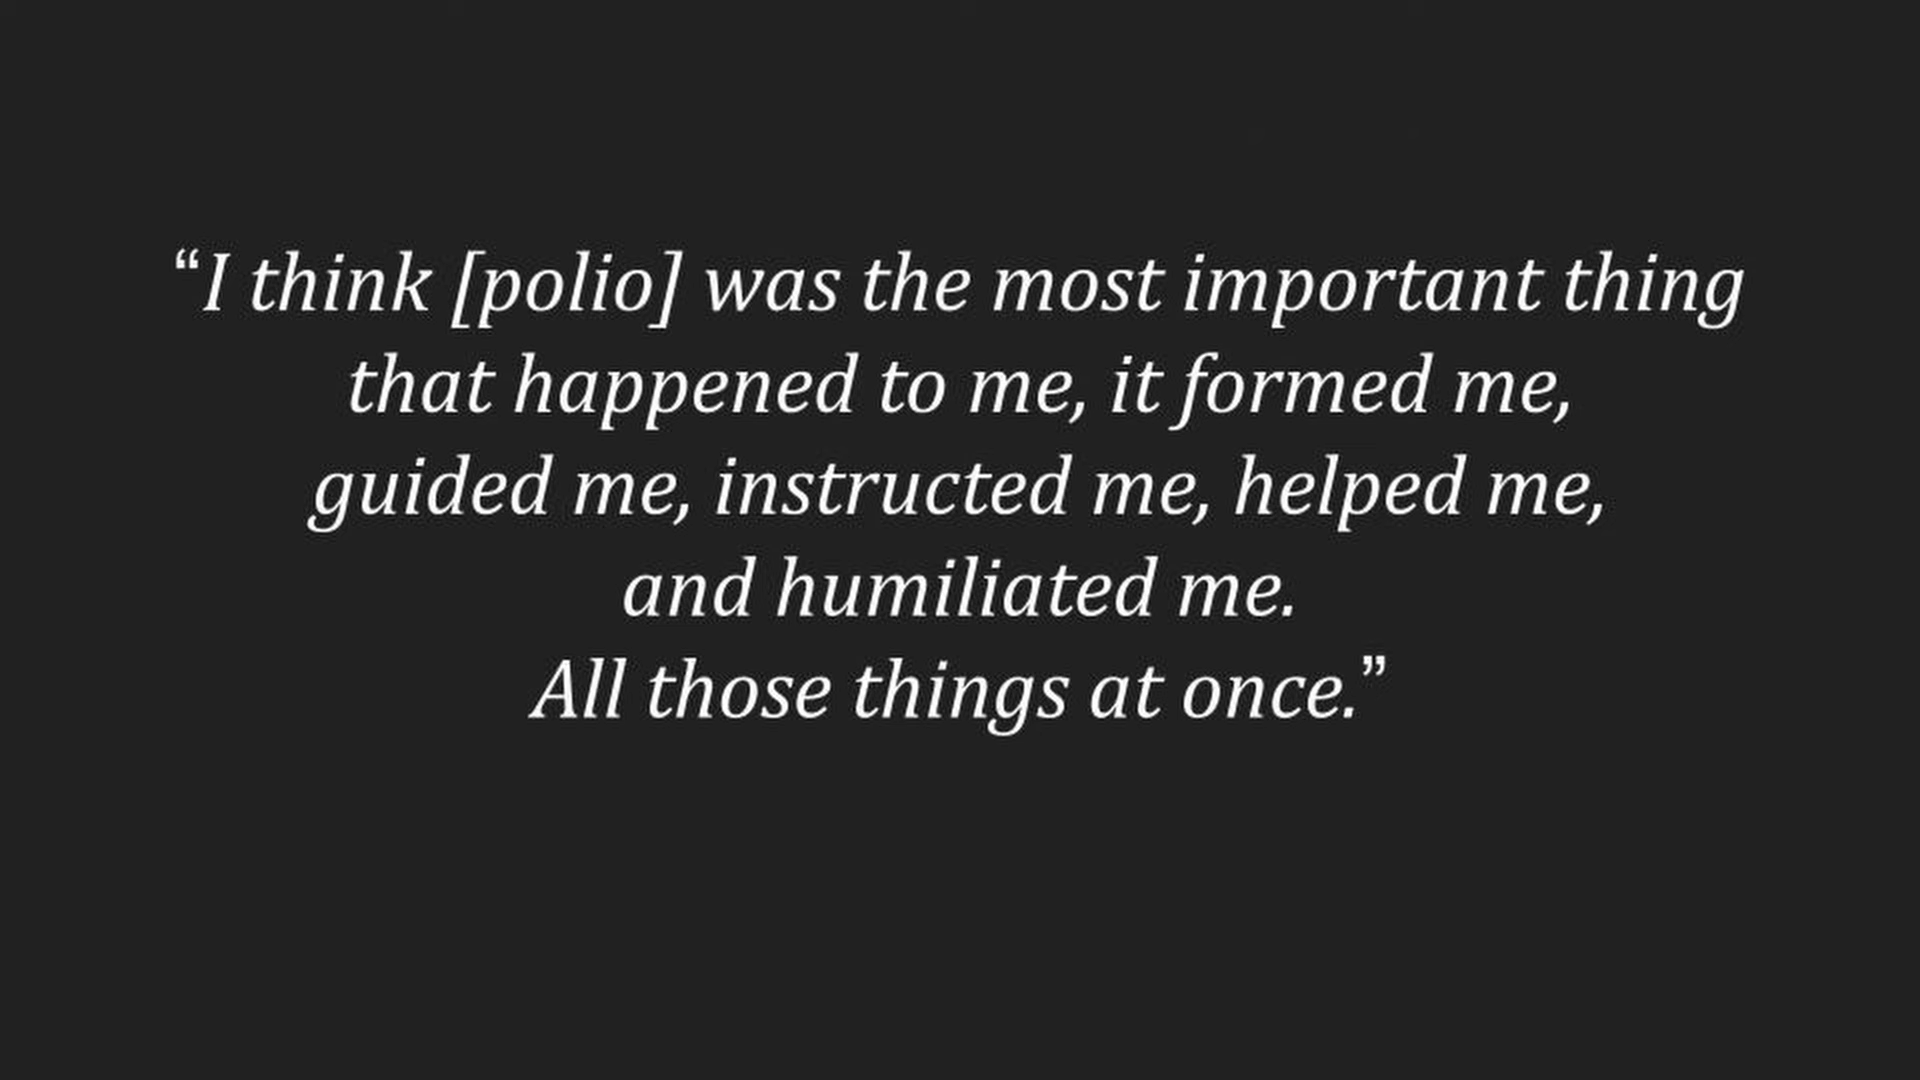 “I think [polio] was the most important thing
that happened to me, it formed me,
guided me, instructed me, helped me,
and humiliated me.
All those things at once.”